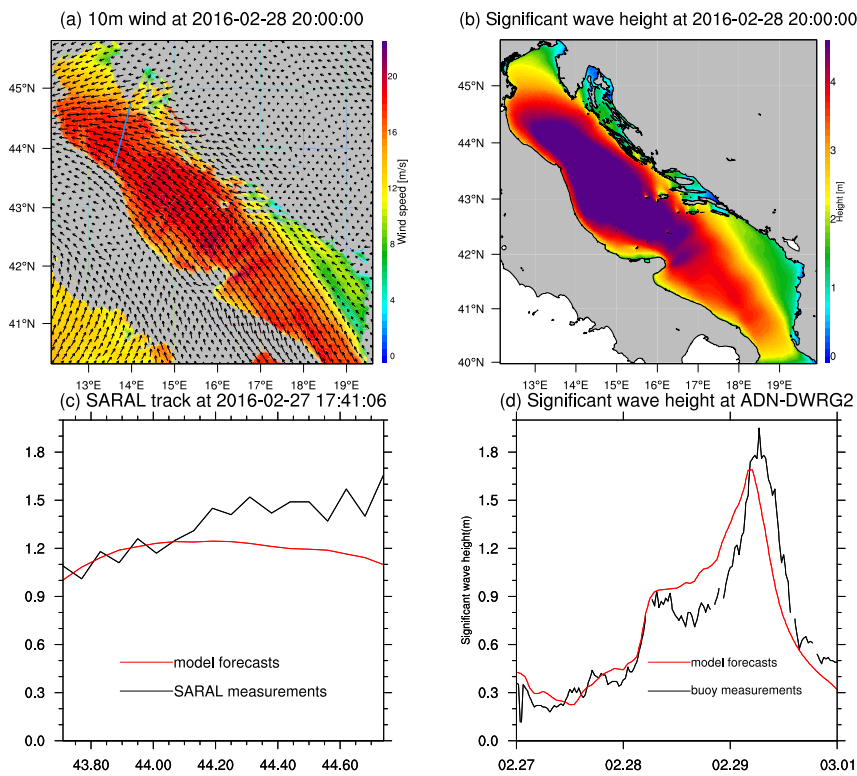 (a) 10m wind at 2016-02-28 20:00:00
(b) Significant wave height at 2016-02-28 20:00:00
45°N
44°N
43°N
42°N
41°N
13°E 14°E 15°E 16°E 17°E 18°E 19°E
20
16
12
8
4
0
Wind speed [m/s]
45°N
44°N
43°N
42°N
41°N
40°N
13°E 14°E 15°E 16°E 17°E 18°E 19°E
4
3
2
1
0
Height [m]
(c) SARAL track at 2016-02-27 17:41:06
(d) Significant wave height at ADN-DWRG2
1.8
1.5
1.2
0.9
0.6
0.3
0.0
model forecasts
SARAL measurements
43.80 44.00 44.20 44.40 44.60
Significant wave height(m)
1.8
1.5
1.2
0.9
0.6
0.3
0.0
model forecasts
buoy measurements
02.27 02.28 02.29 03.01